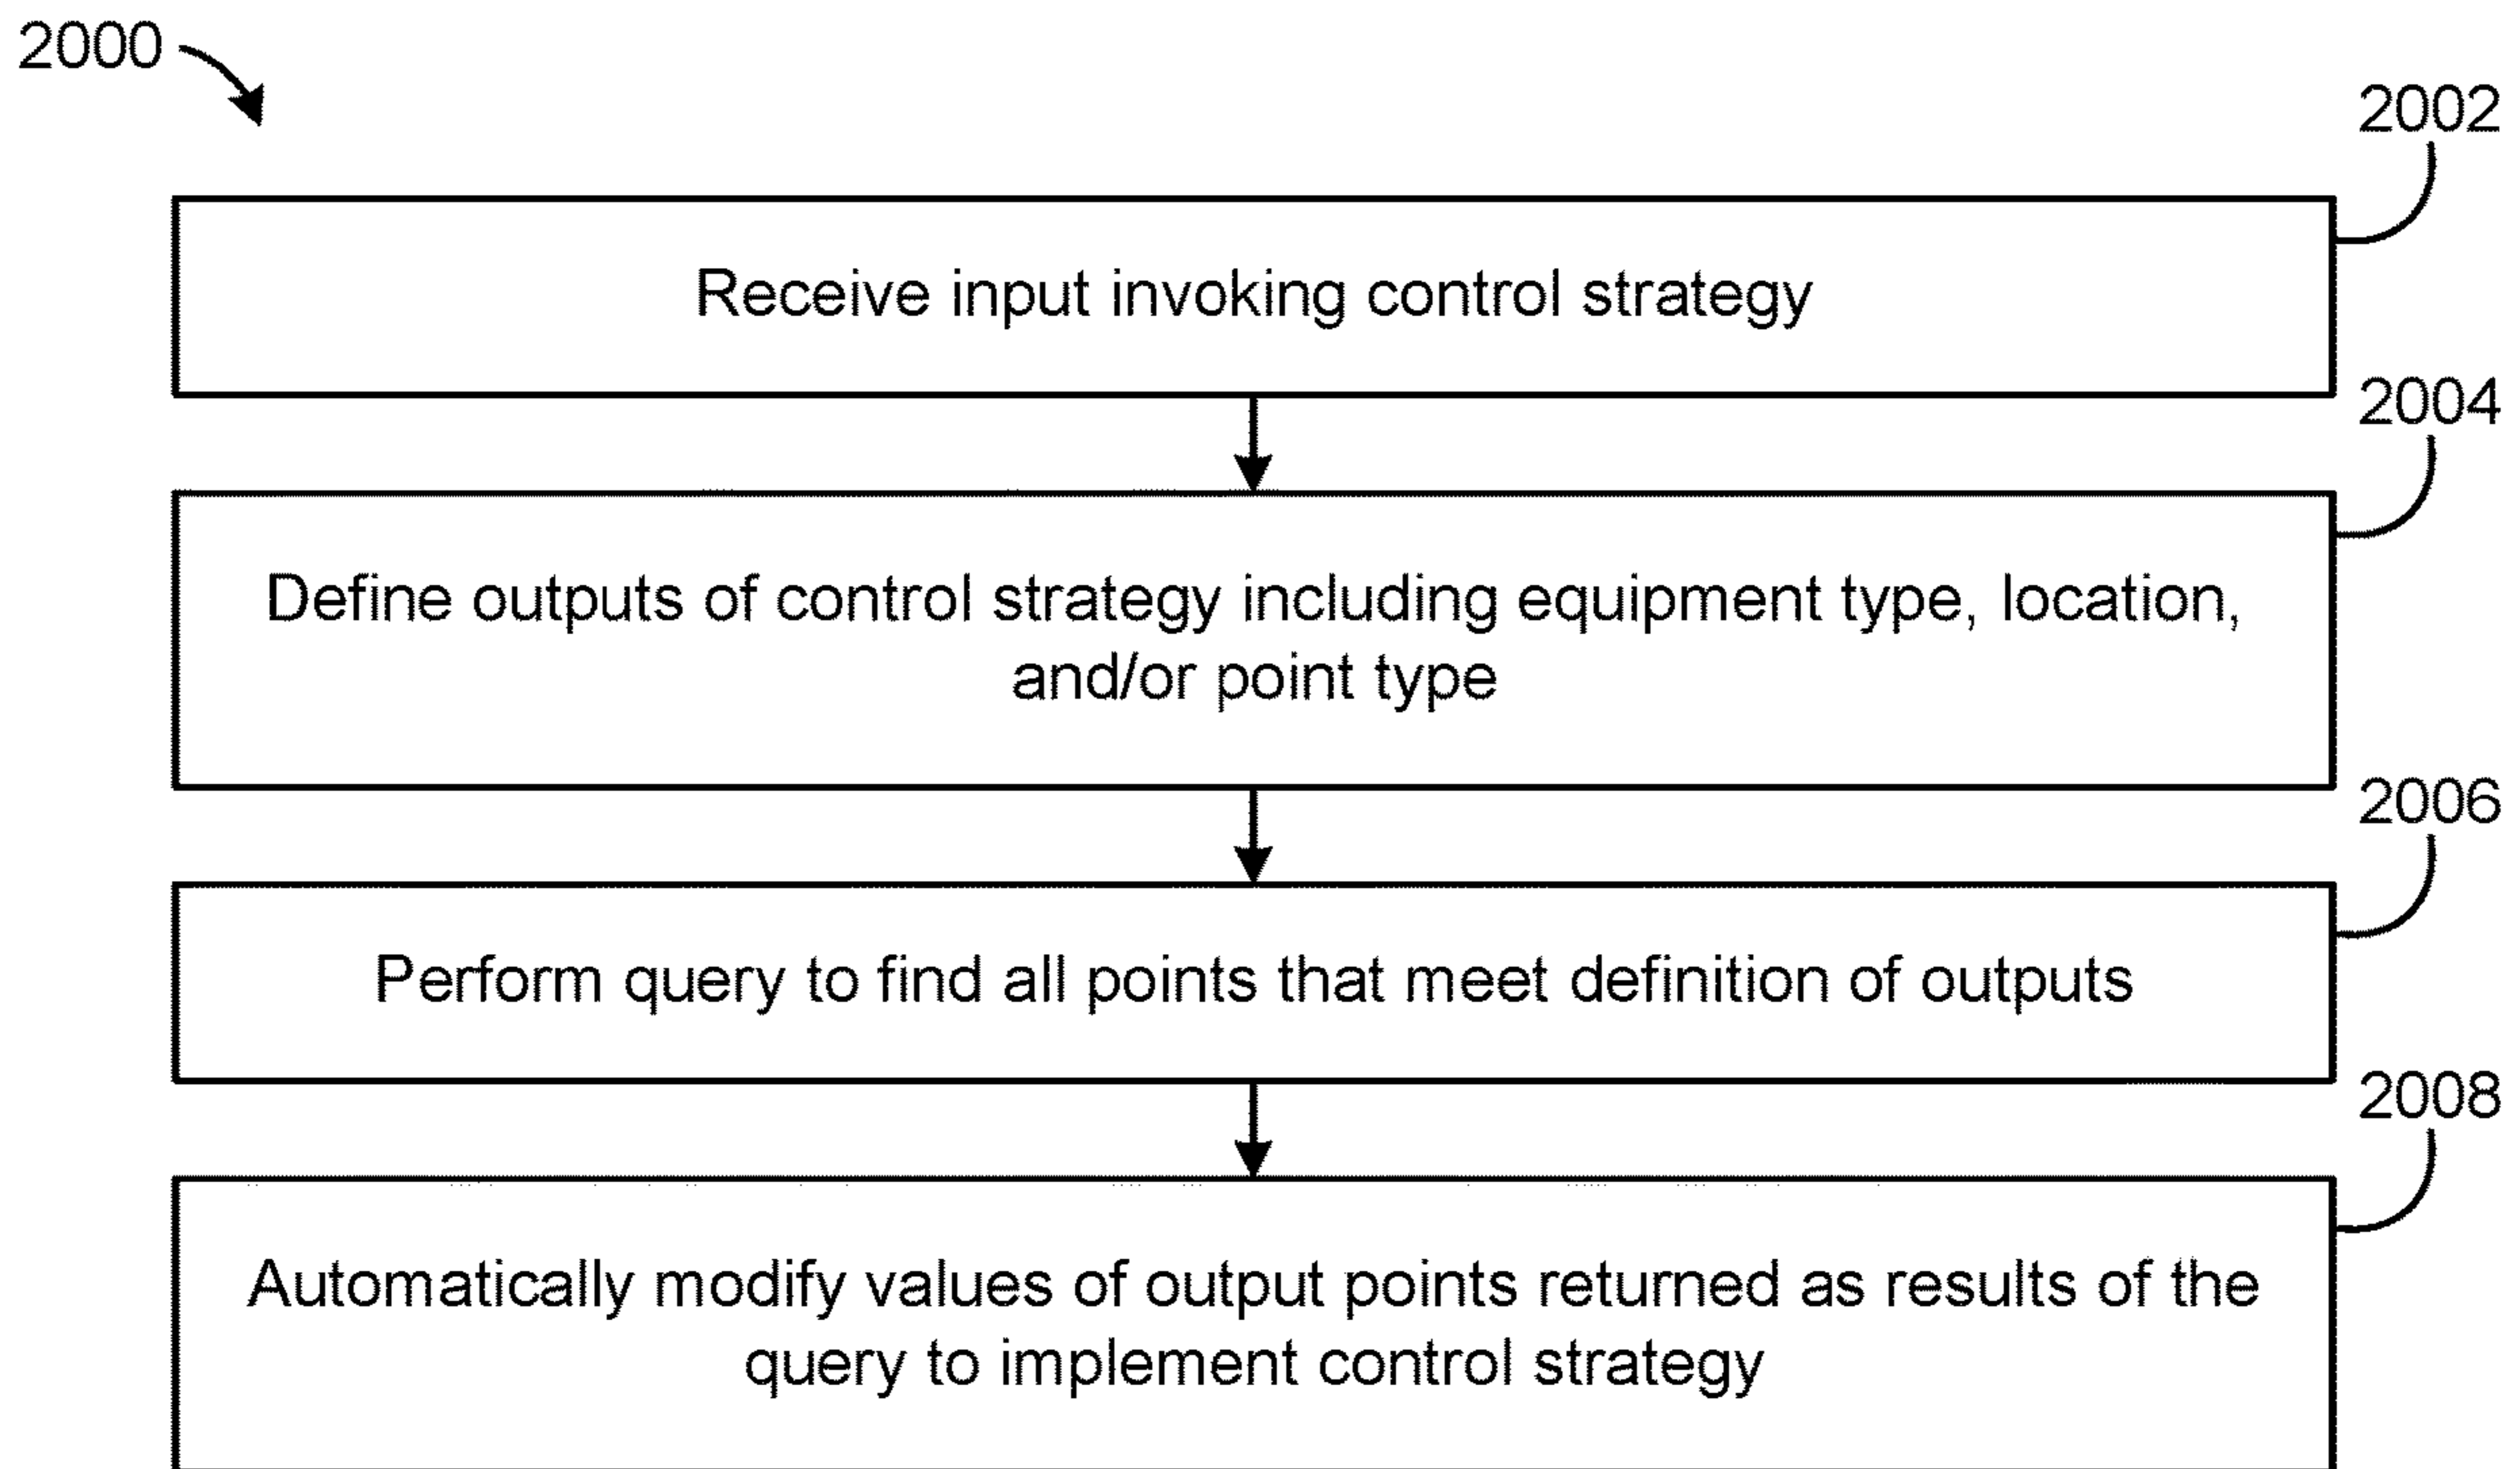 2000
2002
Receive input invoking control strategy
2004
Define outputs of control strategy including equipment type, location,
and/or point type
2006
Perform query to find all points that meet definition of outputs
2008
Automatically modify values of output points returned as results of the
query to implement control strategy